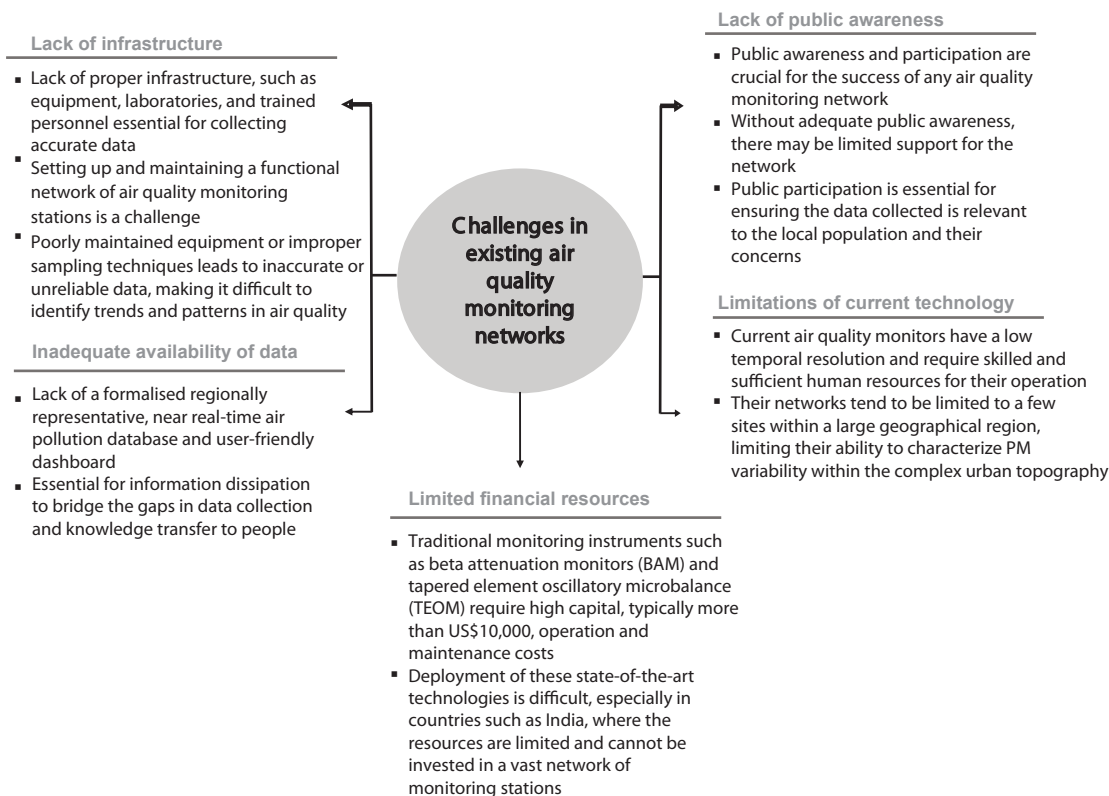 Lack of infrastructure
Lack of proper infrastructure, such as
equipment, laboratories, and trained
personnel essential for collecting
accurate data
Setting up and maintaining a functional
network of air quality monitoring
stations is a challenge
Poorly maintained equipment or improper
sampling techniques leads to inaccurate or
unreliable data, making it difficult to
identify trends and patterns in air quality
Inadequate availability of data
Lack of a formalised regionally
representative, near real-time air
pollution database and user-friendly
dashboard
Essential for information dissipation
to bridge the gaps in data collection
and knowledge transfer to people
Challenges in
existing air
quality
monitoring
networks
Limited financial resources
Traditional monitoring instruments such
as beta attenuation monitors (BAM) and
tapered element oscillatory microbalance
(TEOM) require high capital, typically more
than US$10,000, operation and
maintenance costs
Deployment of these state-of-the-art
technologies is difficult, especially in
countries such as India, where the
resources are limited and cannot be
invested in a vast network of
monitoring stations
Lack of public awareness
Public awareness and participation are
crucial for the success of any air quality
monitoring network
Without adequate public awareness,
there may be limited support for the
network
Public participation is essential for
ensuring the data collected is relevant
to the local population and their
concerns
Limitations of current technology
Current air quality monitors have a low
temporal resolution and require skilled and
sufficient human resources for their operation
Their networks tend to be limited to a few
sites within a large geographical region,
limiting their ability to characterize PM
variability within the complex urban topography